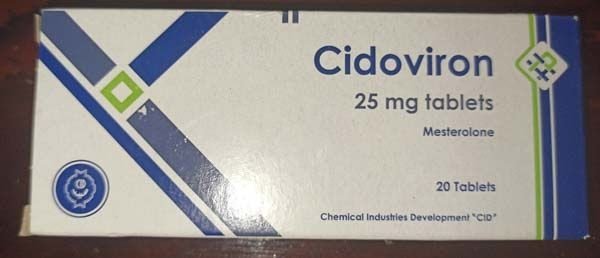 Cidoviron
25 mg tablets
Mesterolone
20 Tablets
Chemical Industries Development "CID"